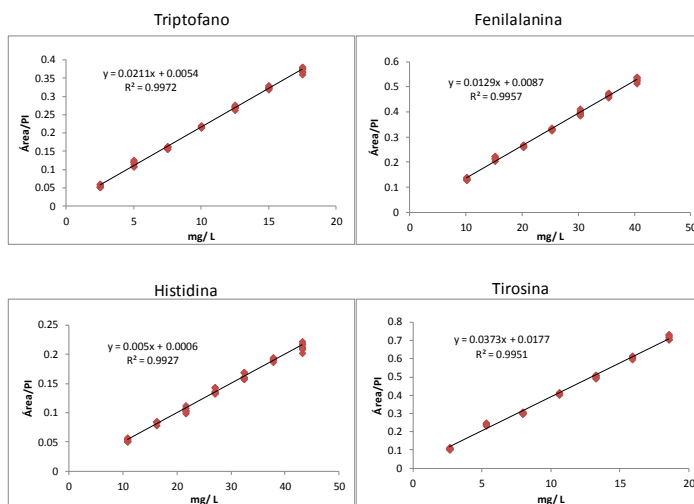 Triptofano
y = 0.0211x + 0.0054
R² = 0.9972
Área/PI
0.4
0.35
0.3
0.25
0.2
0.15
0.1
0.05
0
0 5 10 15 20
mg/ L
Fenilalanina
y = 0.0129x + 0.0087
R² = 0.9957
Área/PI
0.6
0.5
0.4
0.3
0.2
0.1
0
0 10 20 30 40 50
mg/ L
Histidina
y = 0.005x + 0.0006
R² = 0.9927
Área/PI
0.25
0.2
0.15
0.1
0.05
0
0 10 20 30 40 50
mg/ L
Tirosina
y = 0.0373x + 0.0177
R² = 0.9951
Área/PI
0.8
0.7
0.6
0.5
0.4
0.3
0.2
0.1
0
0 5 10 15 20
mg/ L